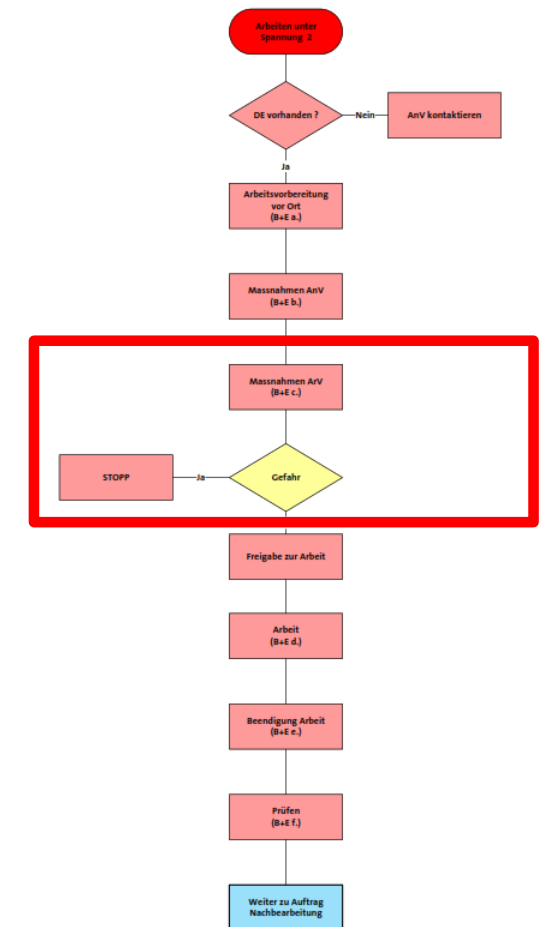 Arbeiten unter
Spannung 2
DE vorhanden ?
Nein
AnV kontaktieren
Ja
Arbeitsvorbereitung
vor Ort
(B+E a.)
Massnahmen AnV
(B+E b.)
Massnahmen ArV
(B+E c.)
STOPP
Ja
Gefahr
Freigabe zur Arbeit
Arbeit
(B+E d.)
Beendigung Arbeit
(B+E e.)
Prüfen
(B+E f.)
Weiter zu Auftrag
Nachbearbeitung